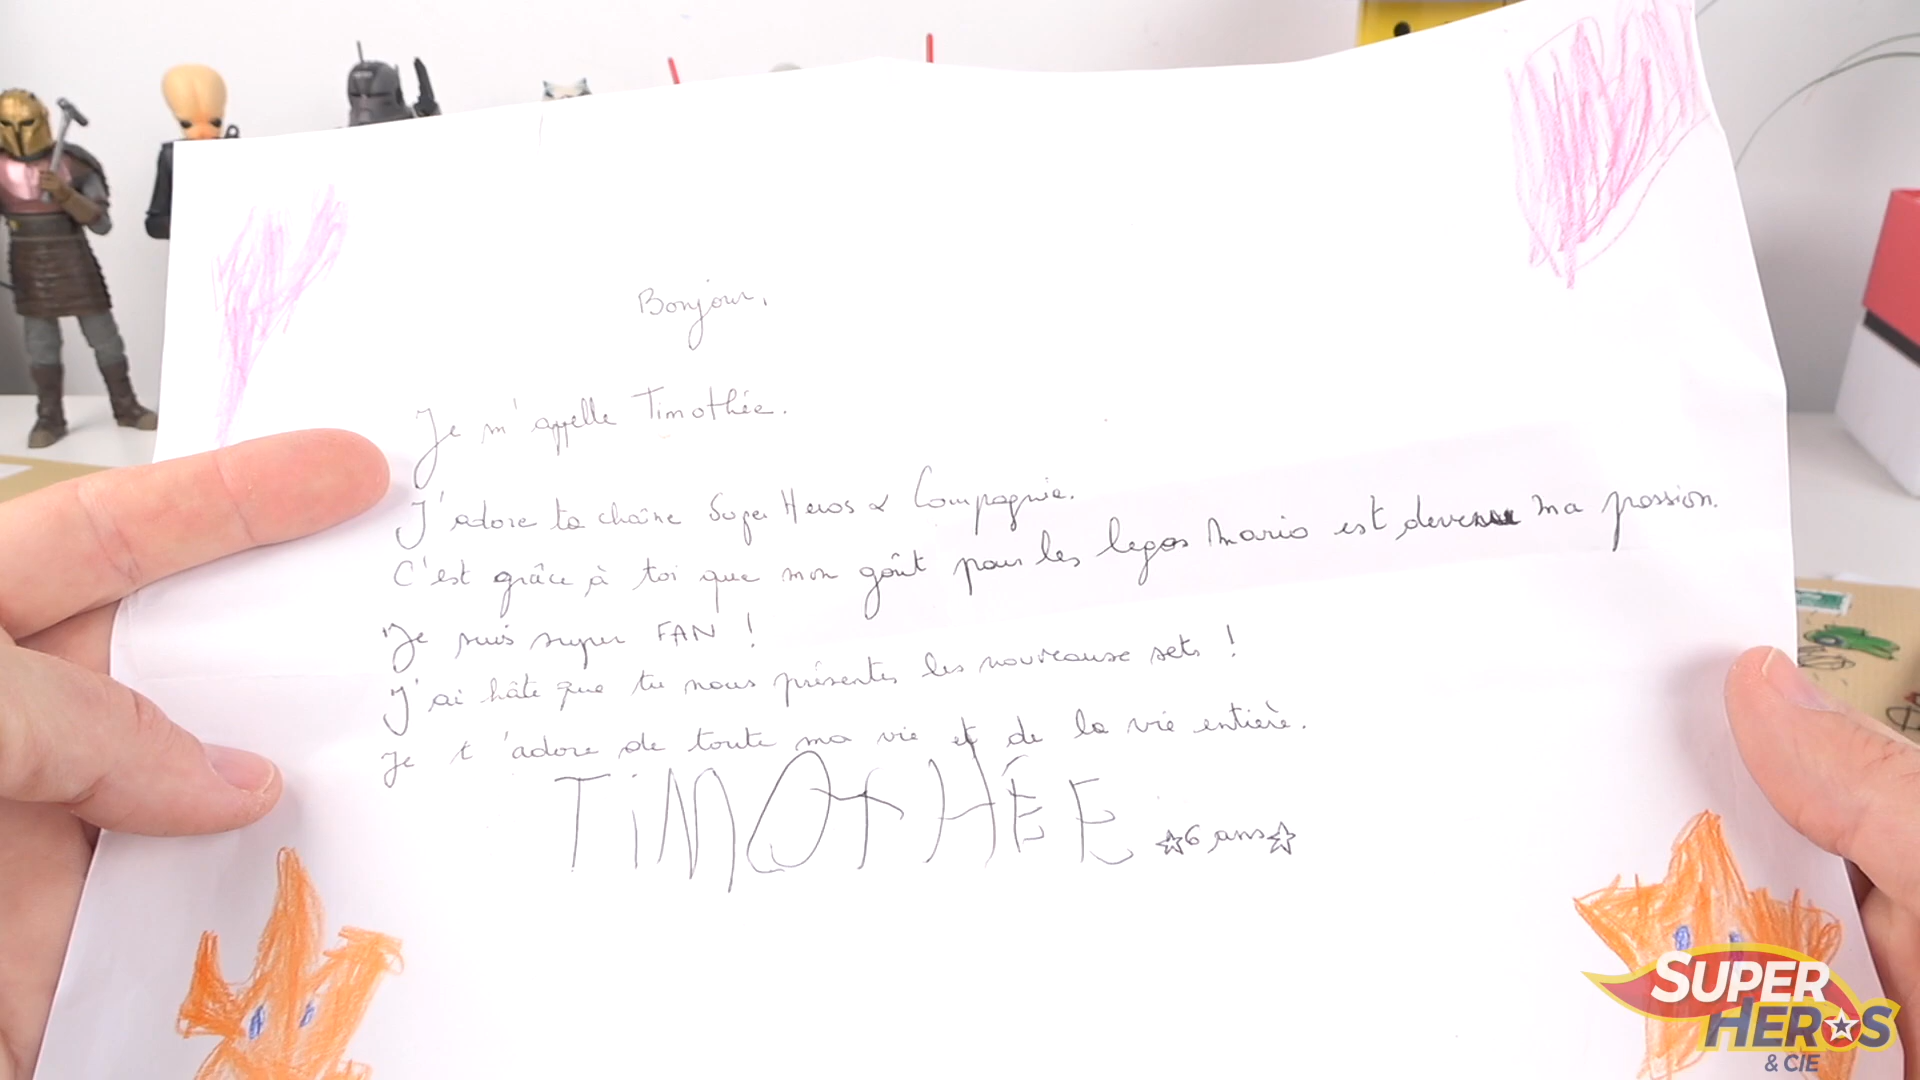 Bonjour,
Je m'appelle Timothée.
J'adore ta chaîne Super Heros & Compagnie.
C'est grâce à toi que mon goût pour les legos Mario est devenu ma passion.
Je suis super FAN !
J'ai hâte que tu nous présentes les nouveaux sets !
Je t'adore de toute ma vie et de la vie entière.
TiMOTHÉE ☆6 ans☆
SUPER
HEROS
& CIE